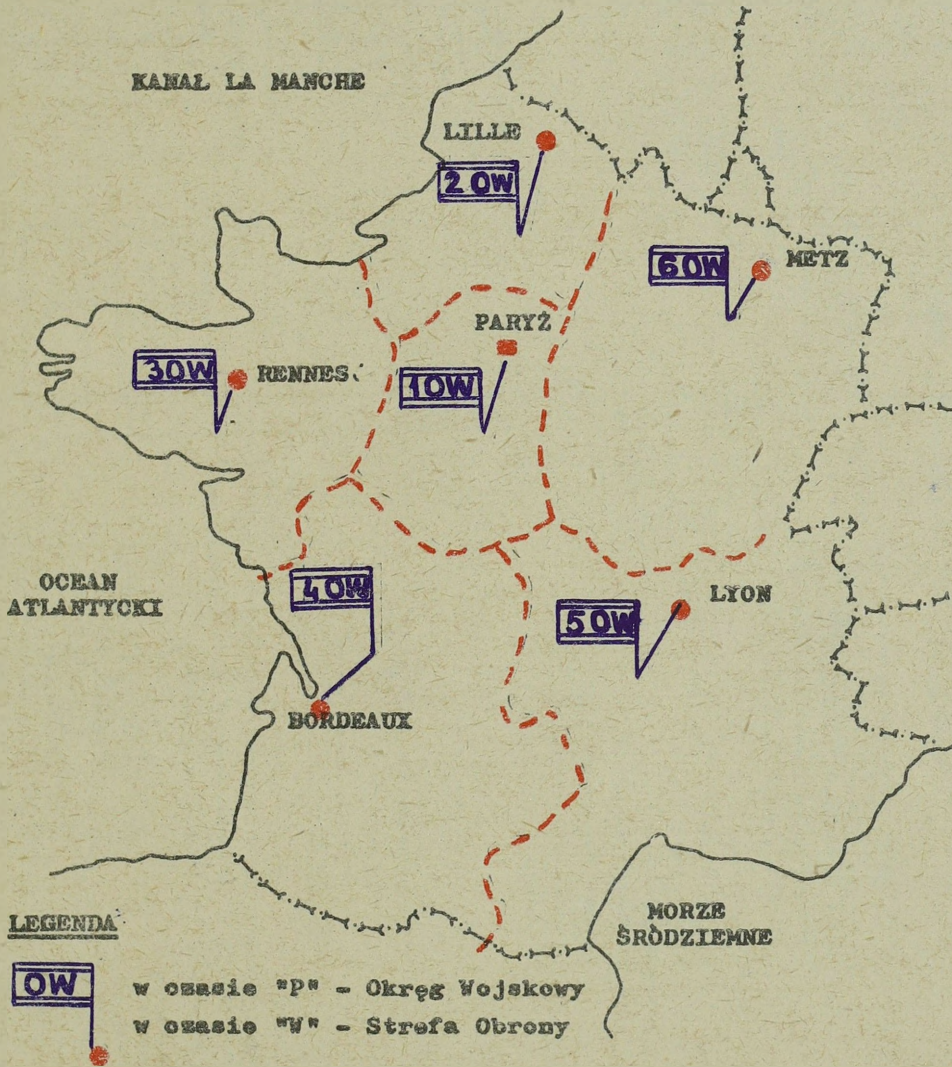 KANAŁ LA MANCHE
LILLE
2 OW
6 OW
METZ
PARYŻ
3 OW
RENNES
1 OW
OCEAN
ATLANTYCKI
4 OW
LYON
5 OW
BORDEAUX
LEGENDA
MORZE
ŚRÓDZIEMNE
OW
w czasie "P" - Okręg Wojskowy
w czasie "W" - Strefa Obrony